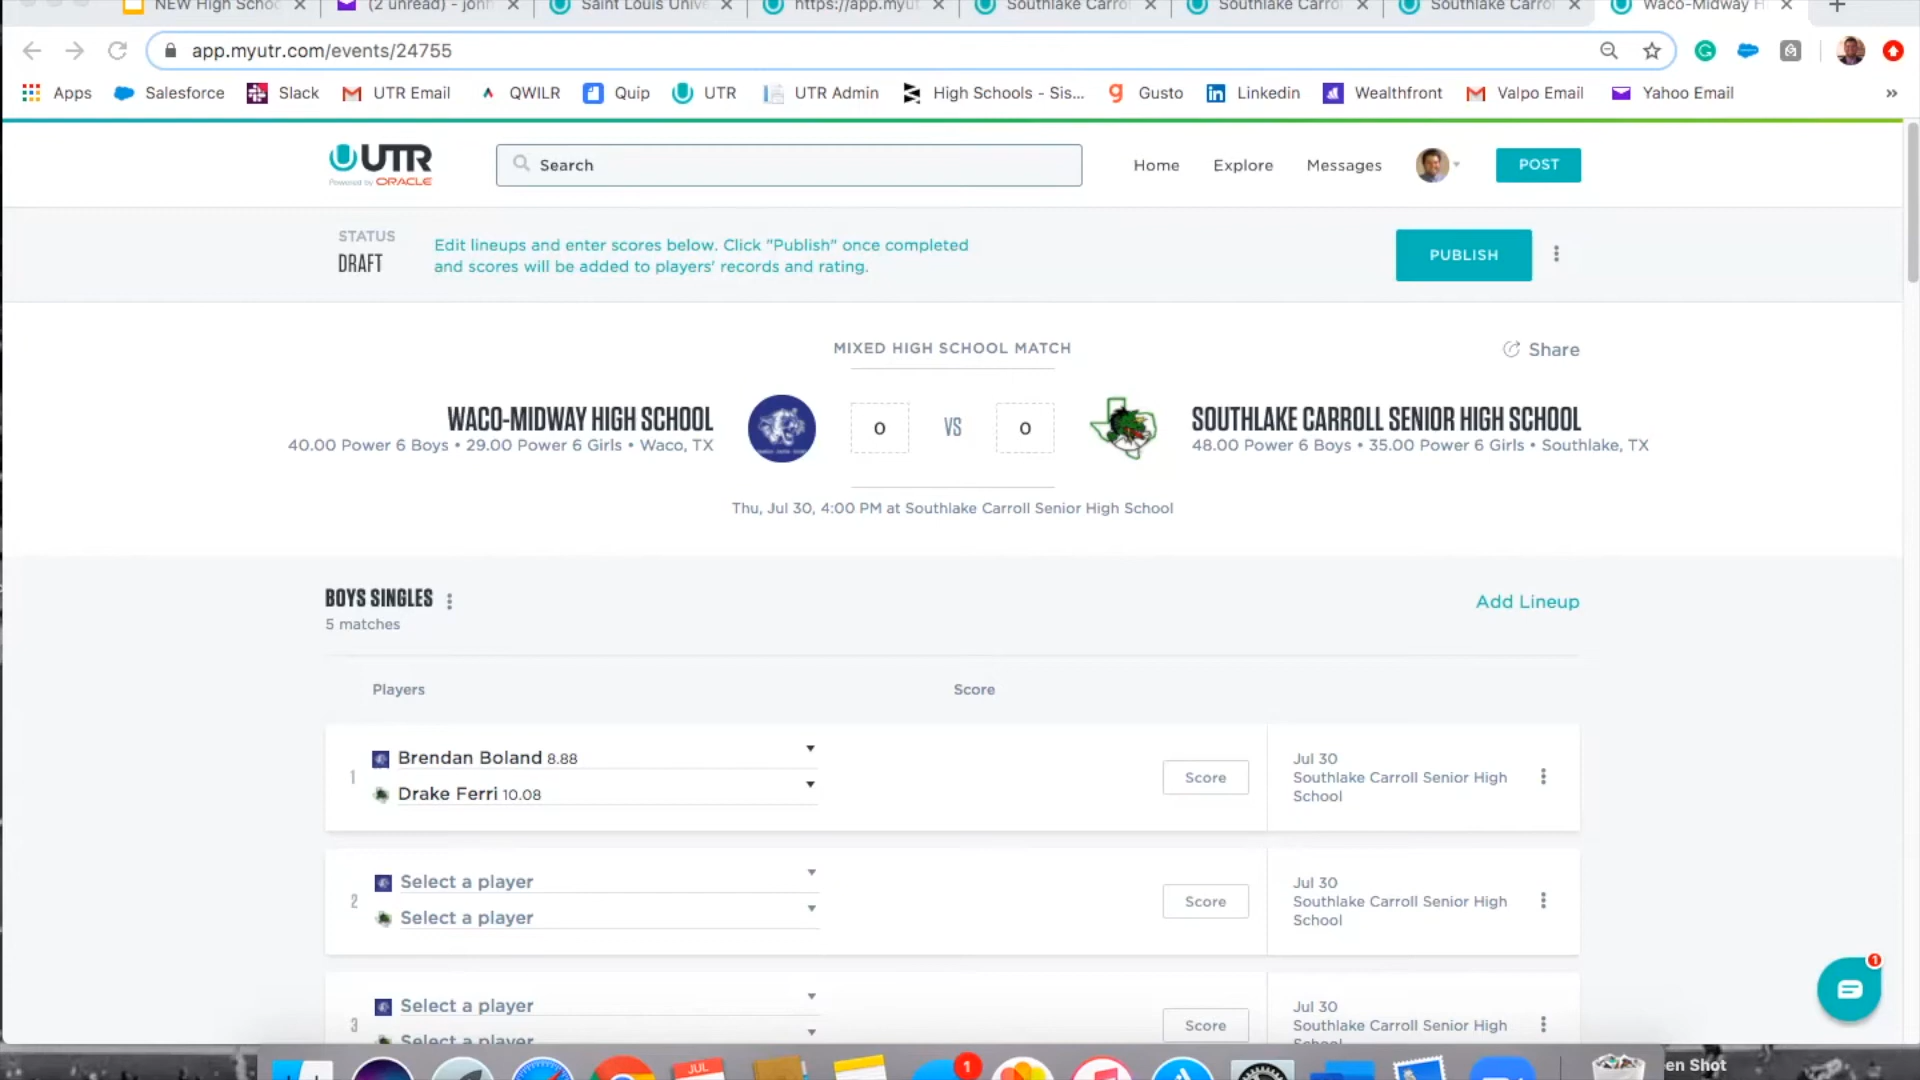 NEW High Schoo
(2 unread) - john
Saint Louis Unive
https://app.myut
Southlake Carrol
Southlake Carrol
Southlake Carrol
Waco-Midway H
app.myutr.com/events/24755
Apps
Salesforce
Slack
UTR Email
QWILR
Quip
UTR
UTR Admin
High Schools - Sis...
Gusto
Linkedin
Wealthfront
Valpo Email
Yahoo Email
»
UTR
Powered by ORACLE
Search
Home
Explore
Messages
POST
STATUS
DRAFT
Edit lineups and enter scores below. Click "Publish" once completed
and scores will be added to players' records and rating.
PUBLISH
MIXED HIGH SCHOOL MATCH
Share
WACO-MIDWAY HIGH SCHOOL
40.00 Power 6 Boys • 29.00 Power 6 Girls • Waco, TX
0
VS
0
SOUTHLAKE CARROLL SENIOR HIGH SCHOOL
48.00 Power 6 Boys • 35.00 Power 6 Girls • Southlake, TX
Thu, Jul 30, 4:00 PM at Southlake Carroll Senior High School
BOYS SINGLES
5 matches
Add Lineup
Players
Score
1
Brendan Boland 8.88
Drake Ferri 10.08
Score
Jul 30
Southlake Carroll Senior High
School
2
Select a player
Select a player
Score
Jul 30
Southlake Carroll Senior High
School
3
Select a player
Select a player
Score
Jul 30
Southlake Carroll Senior High
School
1
JUL
1
en Shot